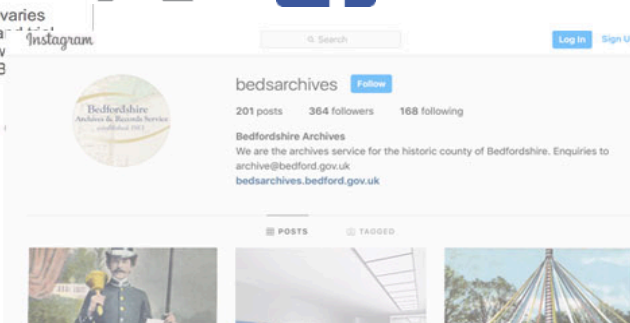 varies
Instagram
Search
Log In
Bedfordshire
Archives & Records Service
established 1913
bedsarchives
Follow
201 posts 364 followers 168 following
Bedfordshire Archives
We are the archives service for the historic county of Bedfordshire. Enquiries to
archive@bedford.gov.uk
bedsarchives.bedford.gov.uk
POSTS TAGGED